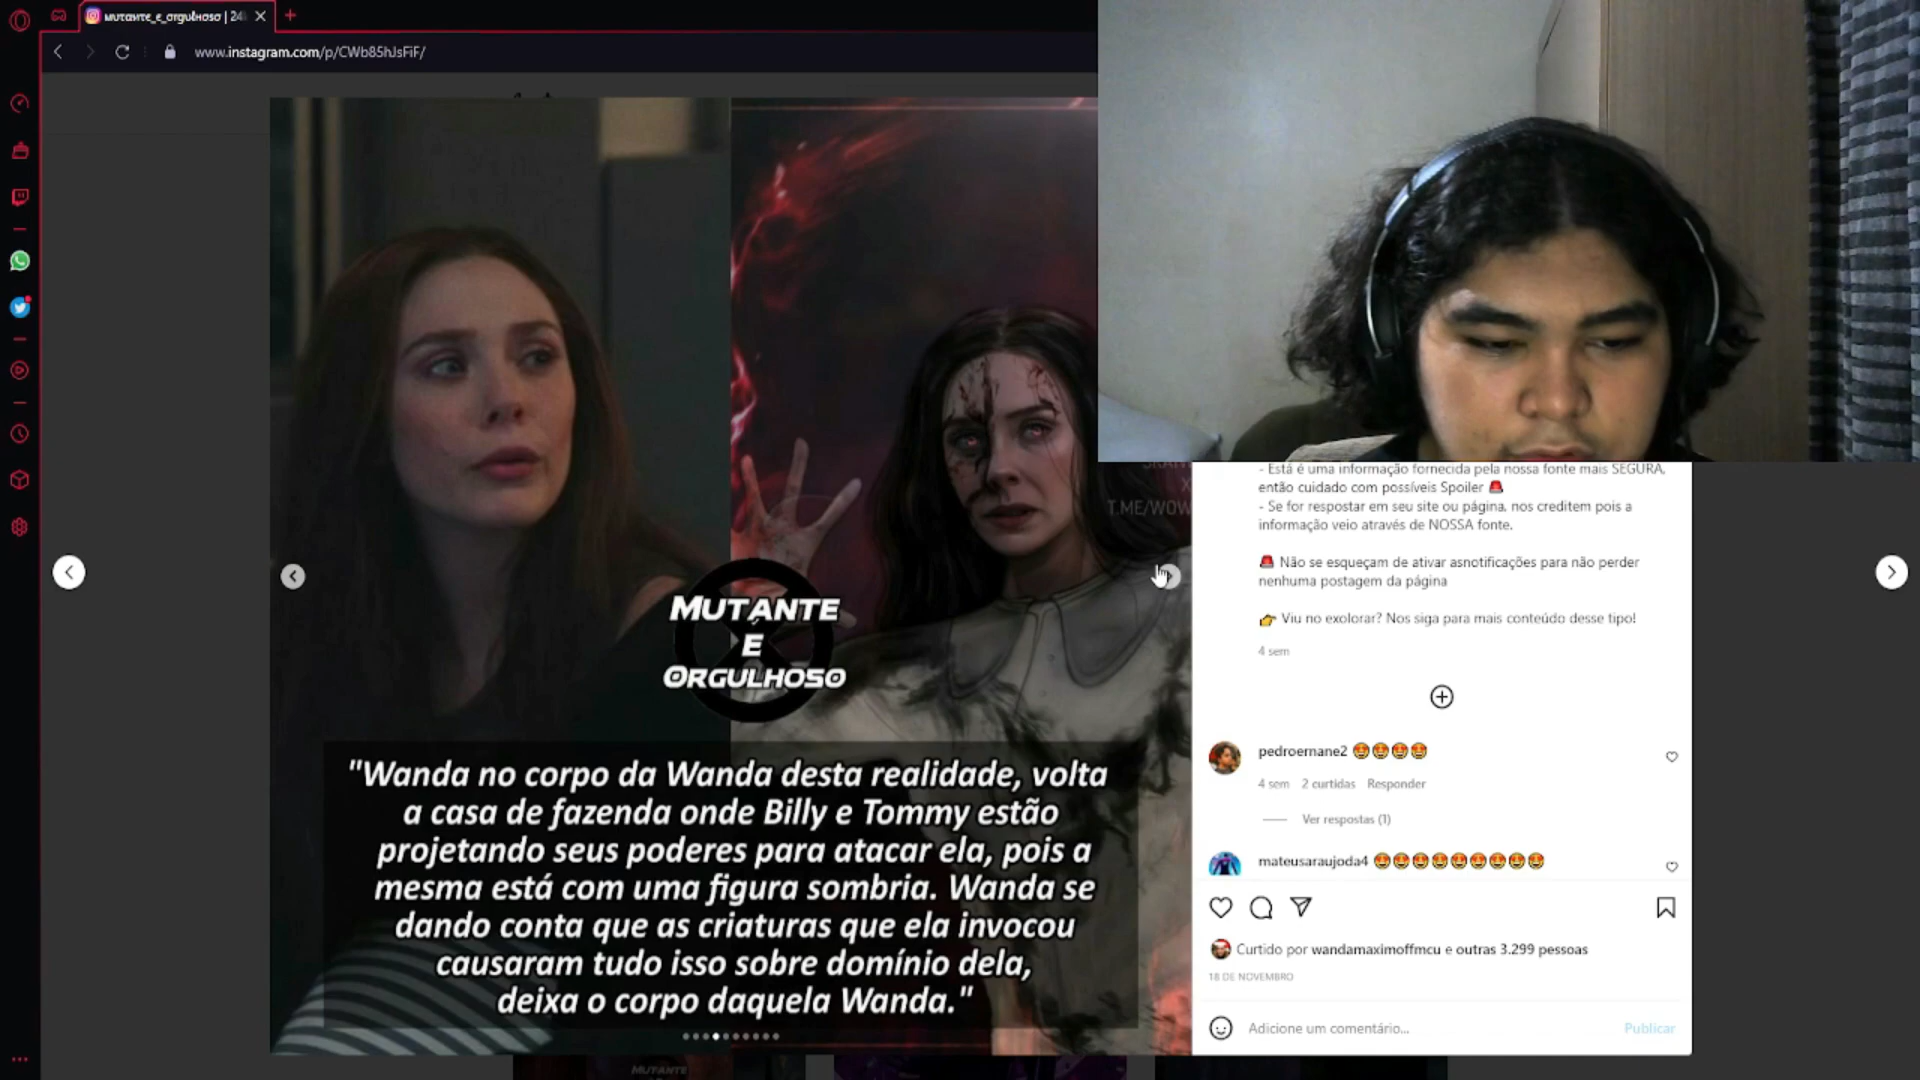 мυтαитє_є_σrgυℓнσsσ | 24
www.instagram.com/p/CWb85hJsFiF/
T.ME/WOW
MUTANTE
E
ORGULHOSO
"Wanda no corpo da Wanda desta realidade, volta
a casa de fazenda onde Billy e Tommy estão
projetando seus poderes para atacar ela, pois a
mesma está com uma figura sombria. Wanda se
dando conta que as criaturas que ela invocou
causaram tudo isso sobre domínio dela,
deixa o corpo daquela Wanda."
- Está é uma informação fornecida pela nossa fonte mais SEGURA,
então cuidado com possíveis Spoiler 🚨
- Se for respostar em seu site ou página, nos creditem pois a
informação veio através de NOSSA fonte.
🚨 Não se esqueçam de ativar asnotificações para não perder
nenhuma postagem da página
👉 Viu no exolorar? Nos siga para mais conteúdo desse tipo!
4 sem
pedroernane2 🤩🤩🤩🤩
4 sem 2 curtidas Responder
Ver respostas (1)
mateusaraujoda4 🤩🤩🤩🤩🤩🤩🤩🤩🤩
Curtido por wandamaximoffmcu e outras 3.299 pessoas
18 DE NOVEMBRO
Adicione um comentário... Publicar
MUTANTE